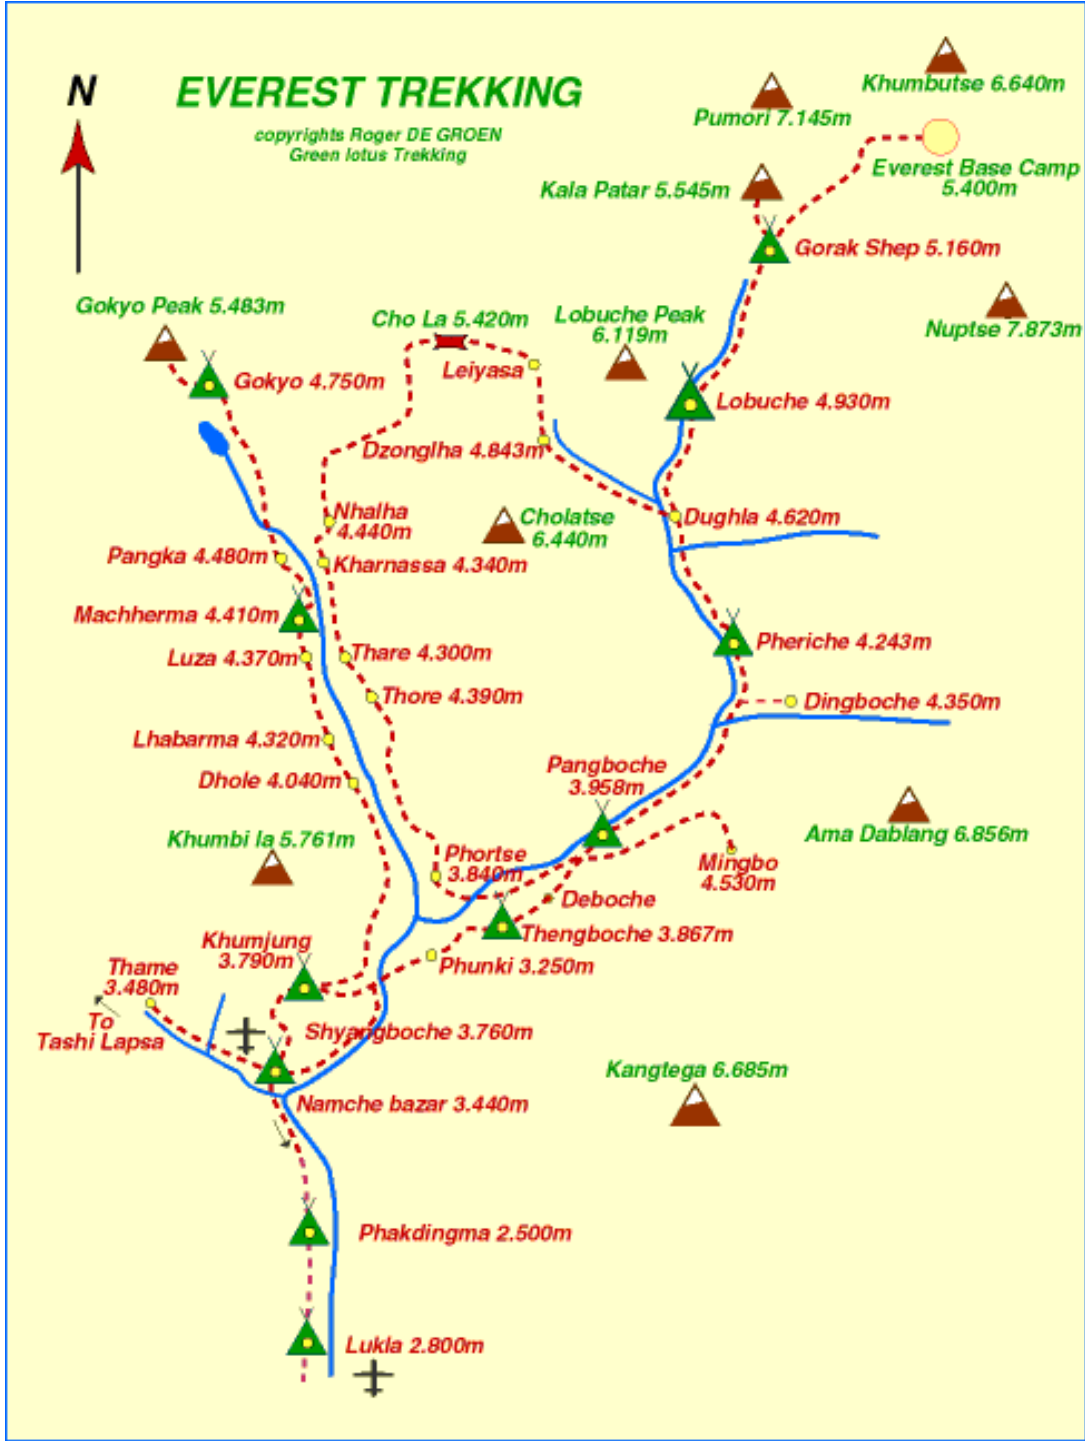 N
EVEREST TREKKING
copyrights Roger DE GROEN
Green lotus Trekking
Khumbutse 6.640m
Pumori 7.145m
Everest Base Camp
5.400m
Kala Patar 5.545m
Gorak Shep 5.160m
Gokyo Peak 5.483m
Cho La 5.420m
Lobuche Peak
6.119m
Nuptse 7.873m
Leiyasa
Gokyo 4.750m
Lobuche 4.930m
Dzonglha 4.843m
Nhalha
4.440m
Cholatse
6.440m
Dughla 4.620m
Pangka 4.480m
Kharnassa 4.340m
Machherma 4.410m
Pheriche 4.243m
Luza 4.370m
Thare 4.300m
Thore 4.390m
Dingboche 4.350m
Lhabarma 4.320m
Pangboche
3.958m
Dhole 4.040m
Khumbi la 5.761m
Ama Dablang 6.856m
Phortse
3.840m
Mingbo
4.530m
Deboche
Thengboche 3.867m
Khumjung
3.790m
Phunki 3.250m
Thame
3.480m
To
Tashi Lapsa
Shyangboche 3.760m
Kangtega 6.685m
Namche bazar 3.440m
Phakdingma 2.500m
Lukla 2.800m